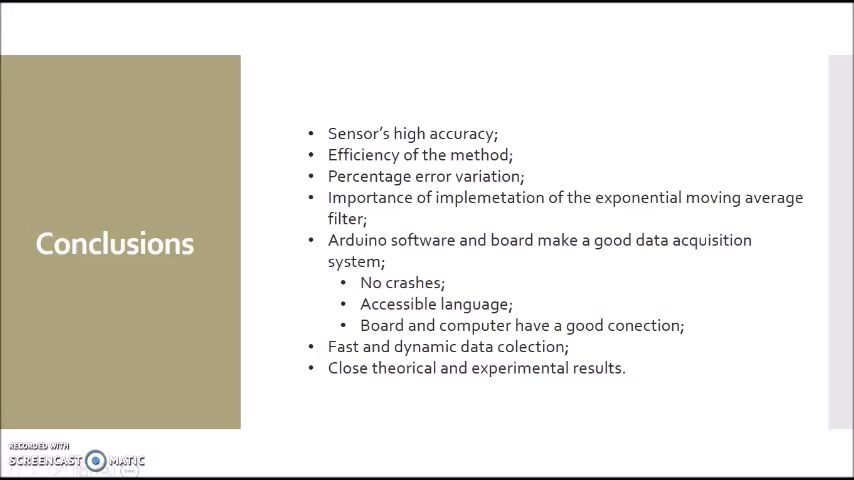 Conclusions
• Sensor's high accuracy;
• Efficiency of the method;
• Percentage error variation;
• Importance of implemetation of the exponential moving average
filter;
• Arduino software and board make a good data acquisition
system;
• No crashes;
• Accessible language;
• Board and computer have a good conection;
• Fast and dynamic data colection;
• Close theorical and experimental results.
RECORDED WITH
SCREENCAST MATIC